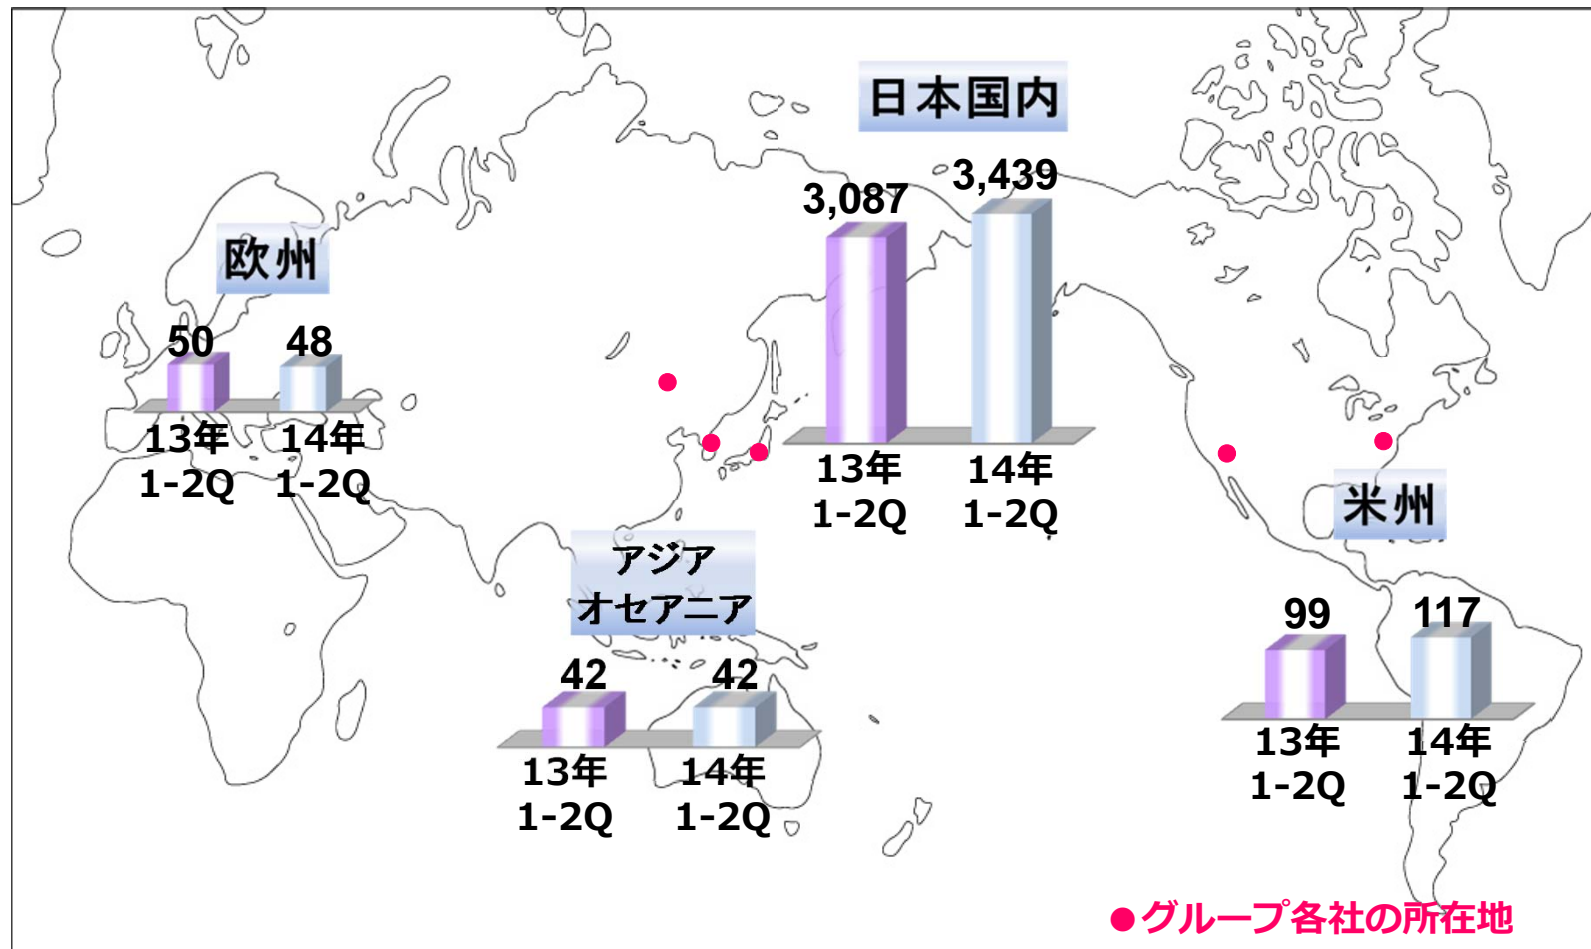 日本国内
3,087
3,439
13年
1-2Q
14年
1-2Q
欧州
50
48
13年
1-2Q
14年
1-2Q
アジア
オセアニア
42
42
13年
1-2Q
14年
1-2Q
米州
99
117
13年
1-2Q
14年
1-2Q
●グループ各社の所在地